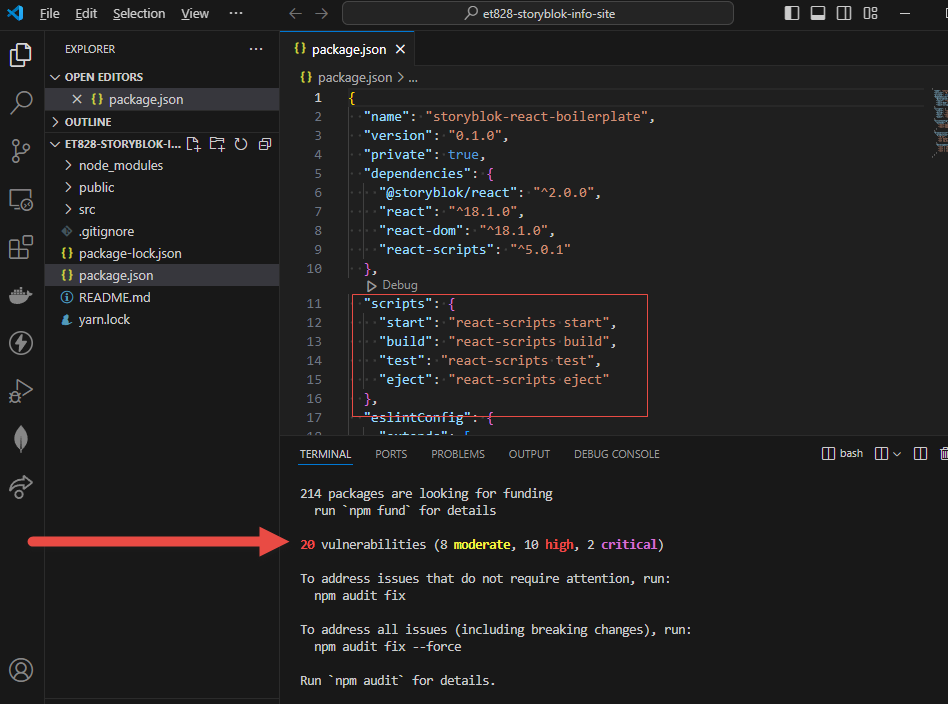 File Edit Selection View ··· et828-storyblok-info-site
EXPLORER ···
OPEN EDITORS
package.json
OUTLINE
ET828-STORYBLOK-I...
node_modules
public
src
.gitignore
package-lock.json
package.json
README.md
yarn.lock
package.json
package.json > ...
1 {
2 "name": "storyblok-react-boilerplate",
3 "version": "0.1.0",
4 "private": true,
5 "dependencies": {
6 "@storyblok/react": "^2.0.0",
7 "react": "^18.1.0",
8 "react-dom": "^18.1.0",
9 "react-scripts": "^5.0.1"
10 },
Debug
11 "scripts": {
12 "start": "react-scripts start",
13 "build": "react-scripts build",
14 "test": "react-scripts test",
15 "eject": "react-scripts eject"
16 },
17 "eslintConfig": {
18 "extends": [
TERMINAL PORTS PROBLEMS OUTPUT DEBUG CONSOLE bash
214 packages are looking for funding
run `npm fund` for details
20 vulnerabilities (8 moderate, 10 high, 2 critical)
To address issues that do not require attention, run:
npm audit fix
To address all issues (including breaking changes), run:
npm audit fix --force
Run `npm audit` for details.